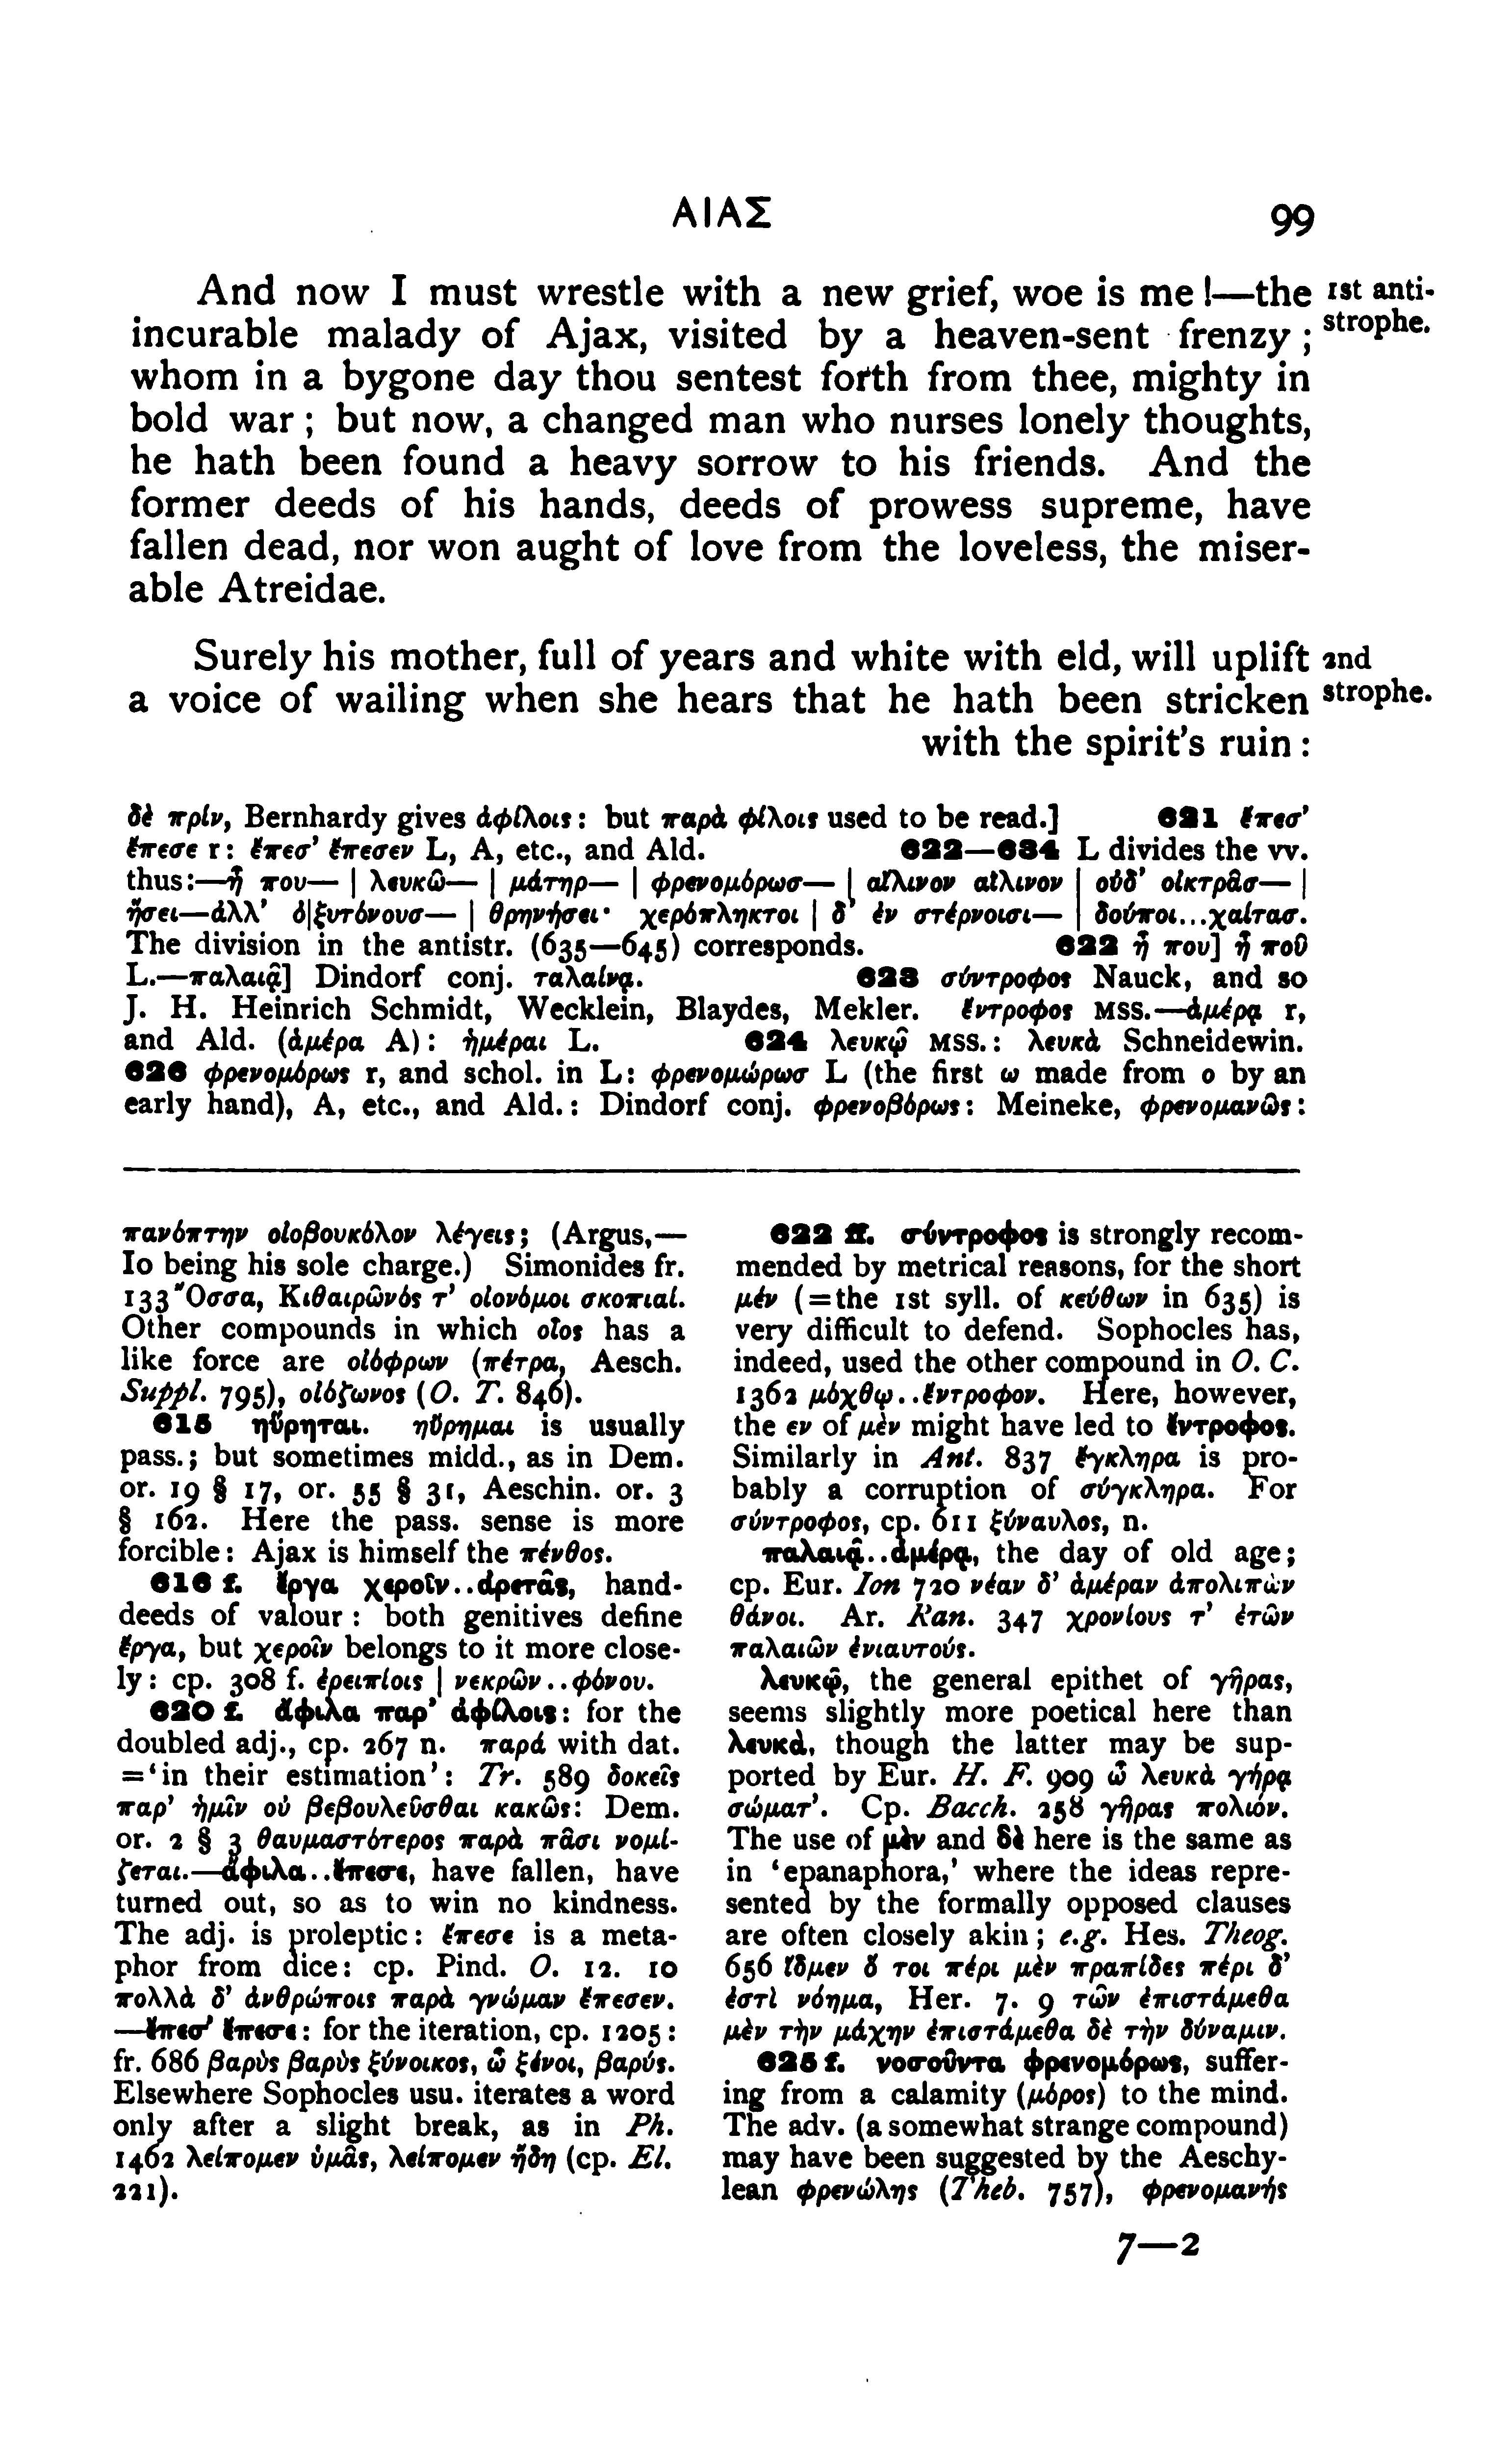 ΑΙΑΣ 99
And now I must wrestle with a new grief, woe is me!—the 1st anti-
incurable malady of Ajax, visited by a heaven-sent frenzy; strophe.
whom in a bygone day thou sentest forth from thee, mighty in
bold war; but now, a changed man who nurses lonely thoughts,
he hath been found a heavy sorrow to his friends. And the
former deeds of his hands, deeds of prowess supreme, have
fallen dead, nor won aught of love from the loveless, the miser-
able Atreidae.
Surely his mother, full of years and white with eld, will uplift 2nd
a voice of wailing when she hears that he hath been stricken strophe.
with the spirit's ruin:
δὲ πρίν, Bernhardy gives ἀφίλοις: but παρὰ φίλοις used to be read.] 621 ἔπεσ'
ἔπεσε r: ἔπεσ' ἔπεσεν L, A, etc., and Ald. 622—634 L divides the vv.
thus:—ἦ που— | λευκῶ— | μάτηρ— | φρενομόρωσ— | αἴλινον αἴλινον | οὐδ' οἰκτρᾶσ— |
ἥσει—ἀλλ' ὀ|ξυτόνουσ— | θρηνήσει· χερόπληκτοι | δ' ἐν στέρνοισι— | δοῦποι...χαίτασ.
The division in the antistr. (635—645) corresponds. 622 ἦ που] ἦ ποῦ
L.—παλαιᾷ] Dindorf conj. ταλαίνᾳ. 623 σύντροφος Nauck, and so
J. H. Heinrich Schmidt, Wecklein, Blaydes, Mekler. ἔντροφος MSS.—ἁμέρᾳ r,
and Ald. (ἁμέρα A): ἡμέραι L. 624 λευκῷ MSS.: λευκὰ Schneidewin.
626 φρενομόρως r, and schol. in L: φρενομώρωσ L (the first ω made from ο by an
early hand), A, etc., and Ald.: Dindorf conj. φρενοβόρως: Meineke, φρενομανῶς:
πανόπτην οἰοβουκόλον λέγεις; (Argus,—
Io being his sole charge.) Simonides fr.
133 Ὄσσα, Κιθαιρῶνός τ' οἰονόμοι σκοπιαί.
Other compounds in which οἶος has a
like force are οἰόφρων (πέτρα, Aesch.
Suppl. 795), οἰόζωνος (O. T. 846).
615 ηὕρηται. ηὕρημαι is usually
pass.; but sometimes midd., as in Dem.
or. 19 § 17, or. 55 § 31, Aeschin. or. 3
§ 162. Here the pass. sense is more
forcible: Ajax is himself the πένθος.
616 f. ἔργα χεροῖν..ἀρετᾶς, hand-
deeds of valour: both genitives define
ἔργα, but χεροῖν belongs to it more close-
ly: cp. 308 f. ἐρειπίοις | νεκρῶν..φόνου.
620 f. ἄφιλα παρ' ἀφίλοις: for the
doubled adj., cp. 267 n. παρά with dat.
='in their estimation': Tr. 589 δοκεῖς
παρ' ἡμῖν οὐ βεβουλεῦσθαι κακῶς: Dem.
or. 2 § 3 θαυμαστότερος παρὰ πᾶσι νομί-
ζεται.—ἄφιλα..ἔπεσε, have fallen, have
turned out, so as to win no kindness.
The adj. is proleptic: ἔπεσε is a meta-
phor from dice: cp. Pind. O. 12. 10
πολλὰ δ' ἀνθρώποις παρὰ γνώμαν ἔπεσεν.
—ἔπεσ' ἔπεσε: for the iteration, cp. 1205:
fr. 686 βαρὺς βαρὺς ξύνοικος, ὦ ξένοι, βαρύς.
Elsewhere Sophocles usu. iterates a word
only after a slight break, as in Ph.
1462 λείπομεν ὑμᾶς, λείπομεν ἤδη (cp. El.
221).
622 ff. σύντροφος is strongly recom-
mended by metrical reasons, for the short
μέν (=the 1st syll. of κεύθων in 635) is
very difficult to defend. Sophocles has,
indeed, used the other compound in O. C.
1362 μόχθῳ..ἔντροφον. Here, however,
the εν of μὲν might have led to ἔντροφος.
Similarly in Ant. 837 ἔγκληρα is pro-
bably a corruption of σύγκληρα. For
σύντροφος, cp. 611 ξύναυλος, n.
παλαιᾷ..ἁμέρᾳ, the day of old age;
cp. Eur. Ion 720 νέαν δ' ἁμέραν ἀπολιπὼν
θάνοι. Ar. Ran. 347 χρονίους τ' ἐτῶν
παλαιῶν ἐνιαυτούς.
λευκῷ, the general epithet of γῆρας,
seems slightly more poetical here than
λευκὰ, though the latter may be sup-
ported by Eur. H. F. 909 ὦ λευκὰ γήρᾳ
σώματ'. Cp. Bacch. 258 γῆρας πολιόν.
The use of μὲν and δὲ here is the same as
in 'epanaphora,' where the ideas repre-
sented by the formally opposed clauses
are often closely akin; e.g. Hes. Theog.
656 ἴδμεν ὅ τοι πέρι μὲν πραπίδες πέρι δ'
ἐστὶ νόημα, Her. 7. 9 τῶν ἐπιστάμεθα
μὲν τὴν μάχην ἐπιστάμεθα δὲ τὴν δύναμιν.
625 f. νοσοῦντα φρενομόρως, suffer-
ing from a calamity (μόρος) to the mind.
The adv. (a somewhat strange compound)
may have been suggested by the Aeschy-
lean φρενώλης (Theb. 757), φρενομανής
7—2